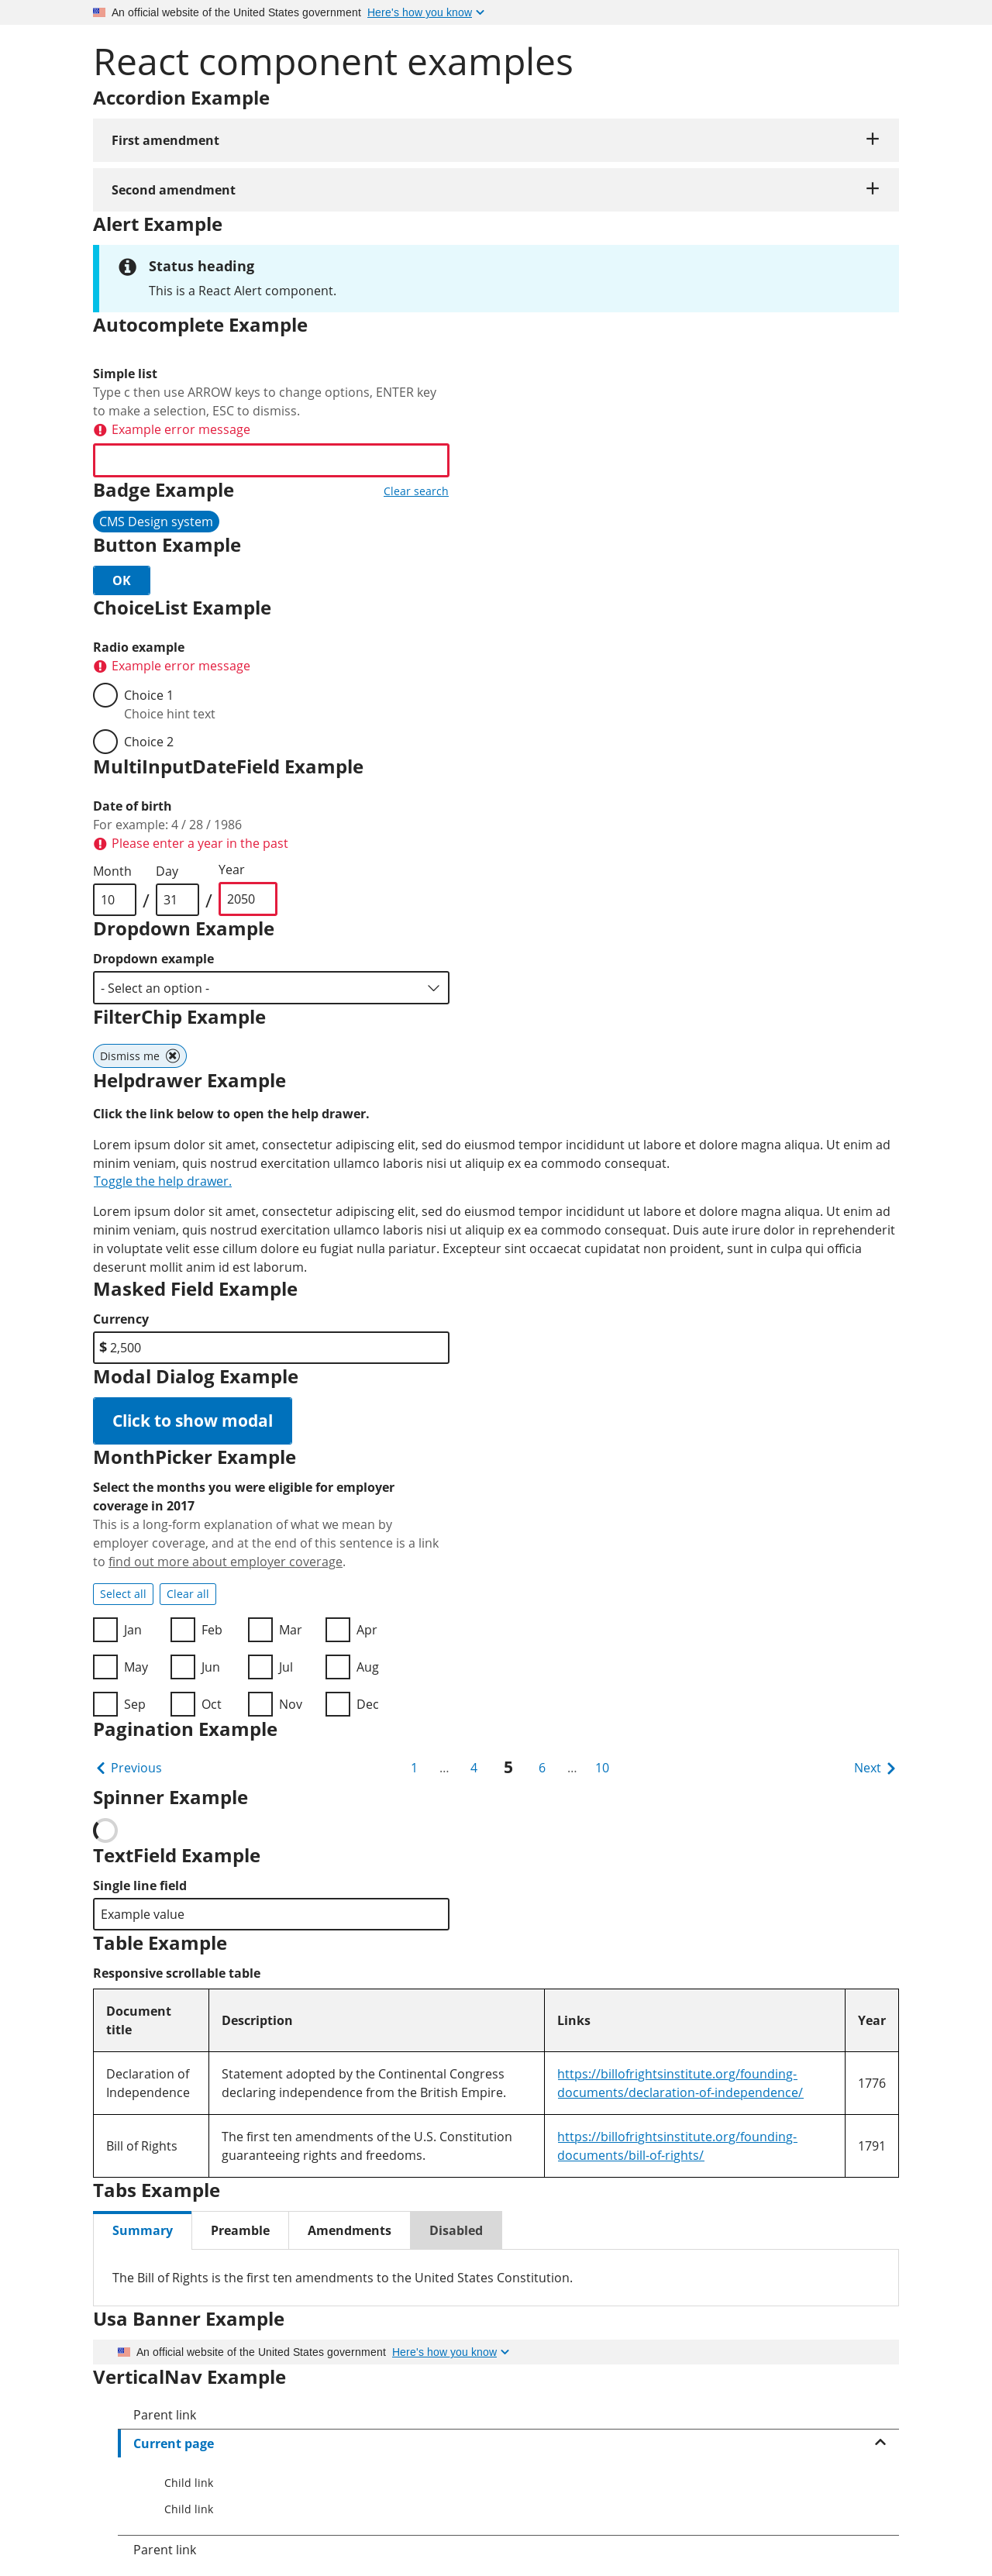 An official website of the United States government Here's how you know
React component examples
Accordion Example
First amendment
Second amendment
Alert Example
Status heading
This is a React Alert component.
Autocomplete Example
Simple list
Type c then use ARROW keys to change options, ENTER key
to make a selection, ESC to dismiss.
Example error message
Badge Example Clear search
CMS Design system
Button Example
OK
ChoiceList Example
Radio example
Example error message
Choice 1
Choice hint text
Choice 2
MultiInputDateField Example
Date of birth
For example: 4 / 28 / 1986
Please enter a year in the past
Month Day Year
10 / 31 / 2050
Dropdown Example
Dropdown example
- Select an option -
FilterChip Example
Dismiss me
Helpdrawer Example
Click the link below to open the help drawer.
Lorem ipsum dolor sit amet, consectetur adipiscing elit, sed do eiusmod tempor incididunt ut labore et dolore magna aliqua. Ut enim ad
minim veniam, quis nostrud exercitation ullamco laboris nisi ut aliquip ex ea commodo consequat.
Toggle the help drawer.
Lorem ipsum dolor sit amet, consectetur adipiscing elit, sed do eiusmod tempor incididunt ut labore et dolore magna aliqua. Ut enim ad
minim veniam, quis nostrud exercitation ullamco laboris nisi ut aliquip ex ea commodo consequat. Duis aute irure dolor in reprehenderit
in voluptate velit esse cillum dolore eu fugiat nulla pariatur. Excepteur sint occaecat cupidatat non proident, sunt in culpa qui officia
deserunt mollit anim id est laborum.
Masked Field Example
Currency
$ 2,500
Modal Dialog Example
Click to show modal
MonthPicker Example
Select the months you were eligible for employer
coverage in 2017
This is a long-form explanation of what we mean by
employer coverage, and at the end of this sentence is a link
to find out more about employer coverage.
Select all Clear all
Jan Feb Mar Apr
May Jun Jul Aug
Sep Oct Nov Dec
Pagination Example
Previous 1 … 4 5 6 … 10 Next
Spinner Example
TextField Example
Single line field
Example value
Table Example
Responsive scrollable table
Document
title
Description
Links
Year
Declaration of
Independence
Statement adopted by the Continental Congress
declaring independence from the British Empire.
https://billofrightsinstitute.org/founding-
documents/declaration-of-independence/
1776
Bill of Rights
The first ten amendments of the U.S. Constitution
guaranteeing rights and freedoms.
https://billofrightsinstitute.org/founding-
documents/bill-of-rights/
1791
Tabs Example
Summary Preamble Amendments Disabled
The Bill of Rights is the first ten amendments to the United States Constitution.
Usa Banner Example
An official website of the United States government Here's how you know
VerticalNav Example
Parent link
Current page
Child link
Child link
Parent link